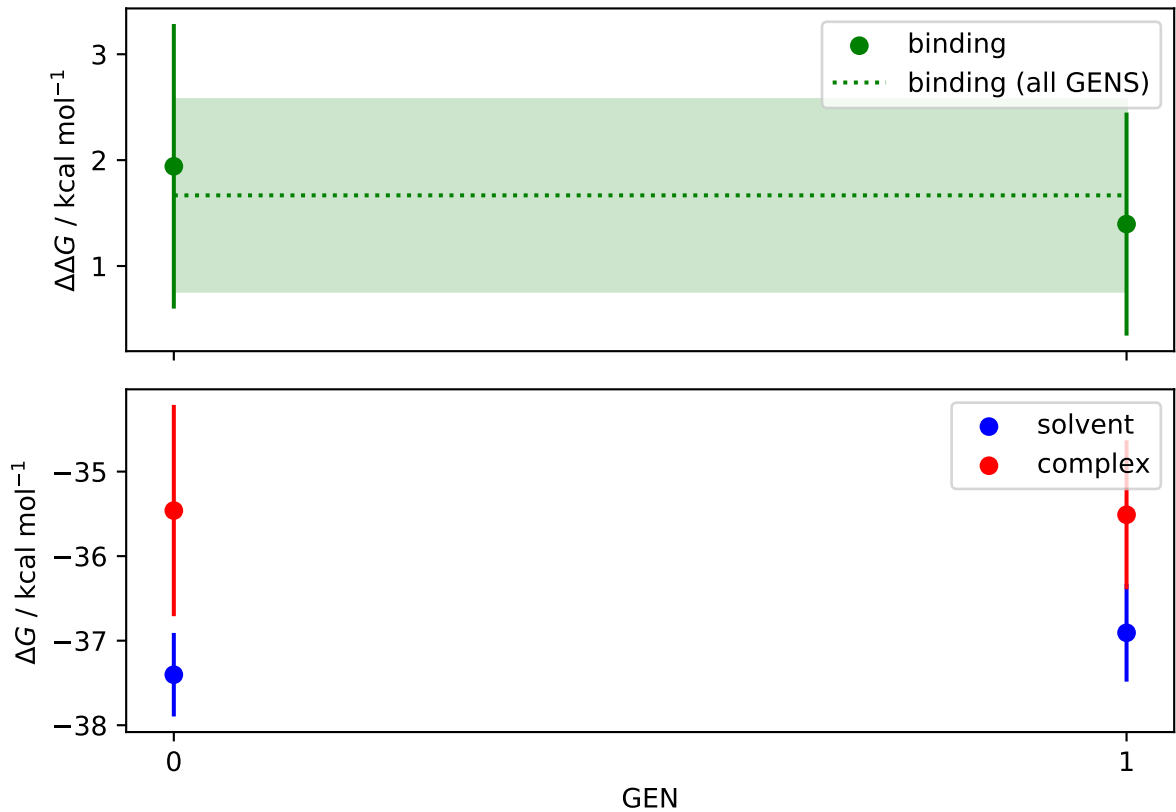 binding
binding (all GENS)
3
2
1
ΔΔG / kcal mol⁻¹
solvent
complex
−35
−36
−37
−38
ΔG / kcal mol⁻¹
0
1
GEN